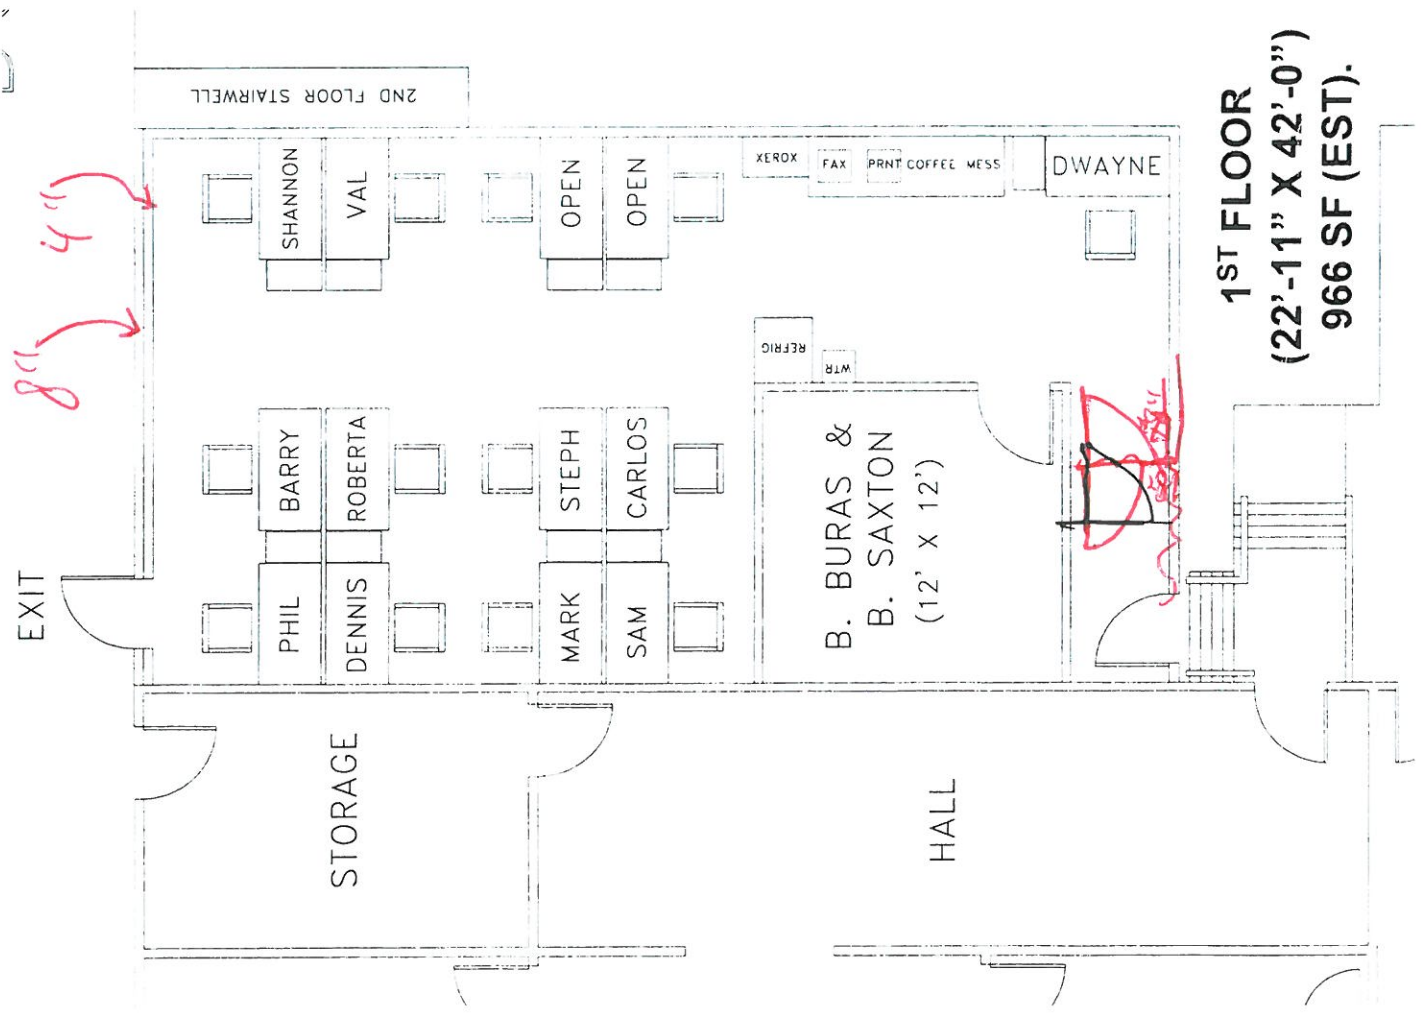 2ND FLOOR STAIRWELL
4"
8"
EXIT
SHANNON
VAL
OPEN
OPEN
XEROX
FAX
PRNT
COFFEE MESS
DWAYNE
REFRIG
WTR
BARRY
ROBERTA
STEPH
CARLOS
PHIL
DENNIS
MARK
SAM
B. BURAS &
B. SAXTON
(12' X 12')
STORAGE
HALL
1ST FLOOR
(22'-11" X 42'-0")
966 SF (EST).